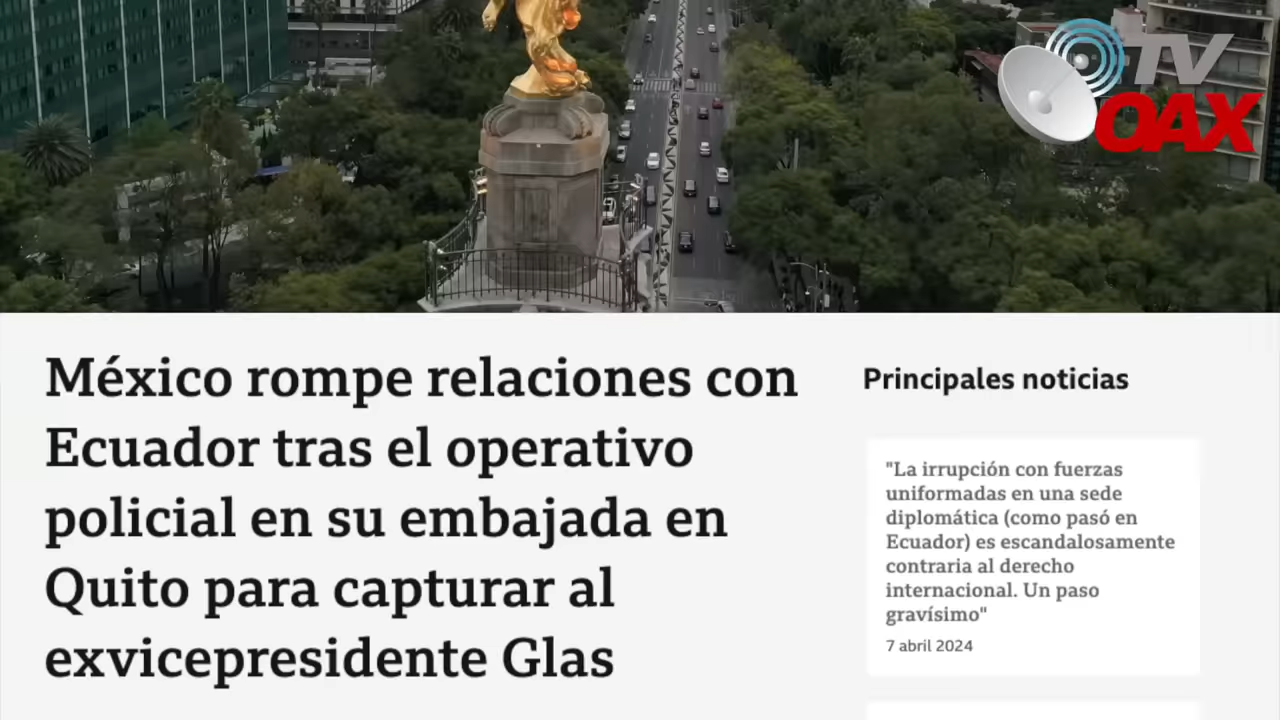 TV
OAX
México rompe relaciones con
Ecuador tras el operativo
policial en su embajada en
Quito para capturar al
exvicepresidente Glas
Principales noticias
"La irrupción con fuerzas
uniformadas en una sede
diplomática (como pasó en
Ecuador) es escandalosamente
contraria al derecho
internacional. Un paso
gravísimo"
7 abril 2024